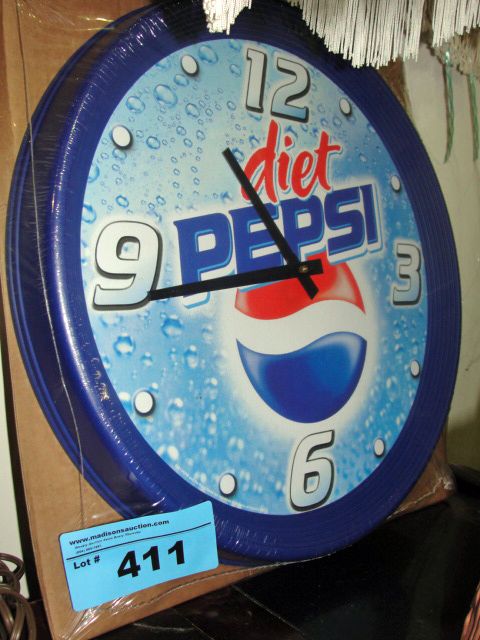 12
diet
PEPSI
9
3
6
www.madisonsauction.com
Lot # 411